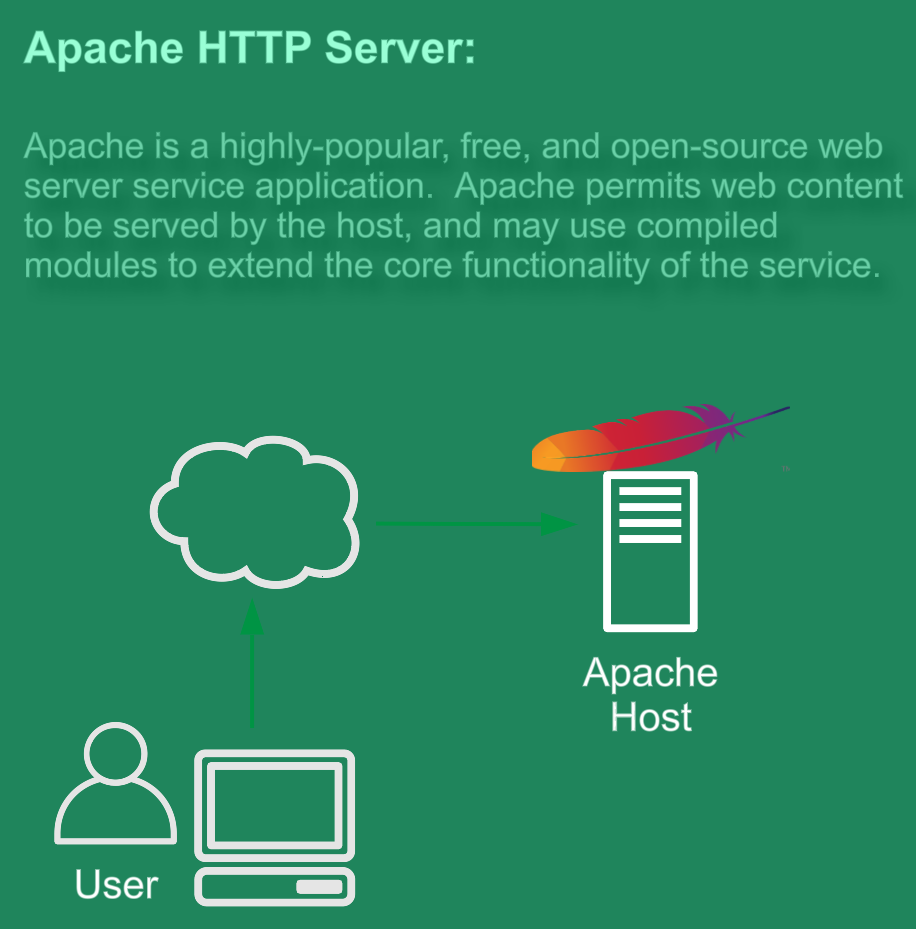 Apache HTTP Server:
Apache is a highly-popular, free, and open-source web
server service application.  Apache permits web content
to be served by the host, and may use compiled
modules to extend the core functionality of the service.
Apache
Host
User